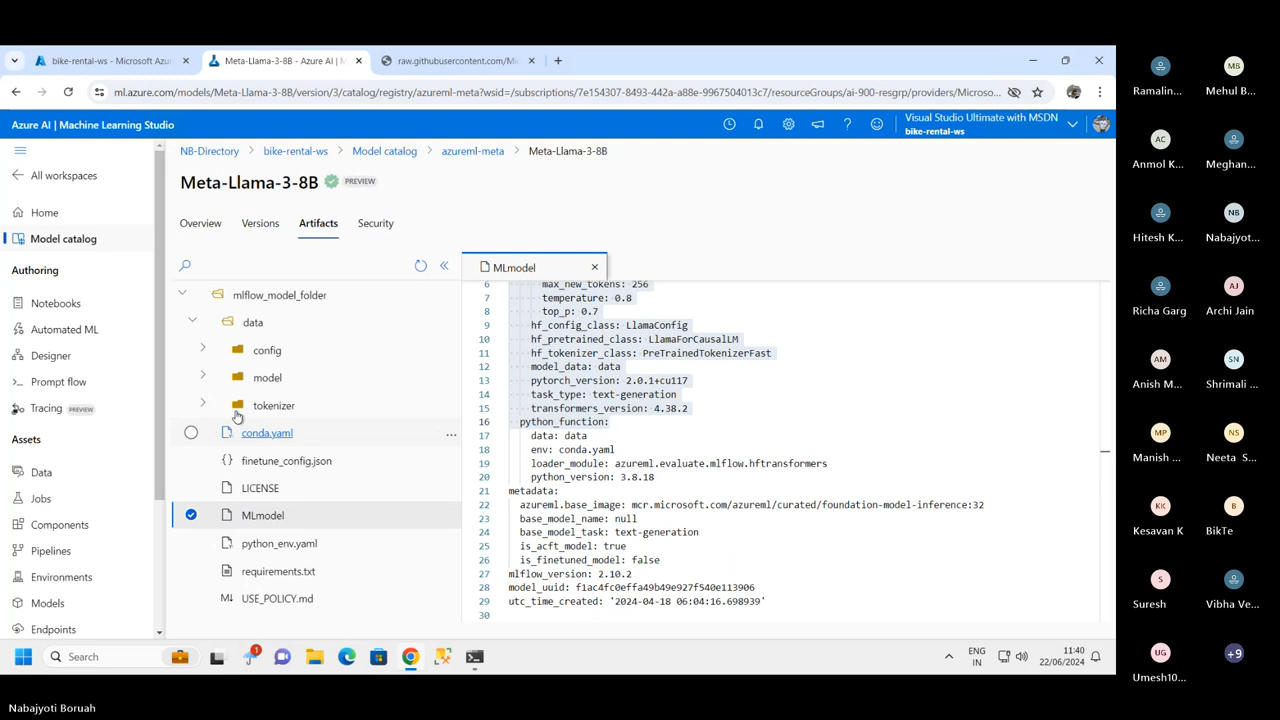 bike-rental-ws - Microsoft Azu
Meta-Llama-3-8B - Azure AI | M
raw.githubusercontent.com/Mi
ml.azure.com/models/Meta-Llama-3-8B/version/3/catalog/registry/azureml-meta?wsid=/subscriptions/7e154307-8493-442a-a88e-9967504013c7/resourceGroups/ai-900-resgrp/providers/Microso...
Azure AI | Machine Learning Studio
Visual Studio Ultimate with MSDN
bike-rental-ws
NB-Directory > bike-rental-ws > Model catalog > azureml-meta > Meta-Llama-3-8B
All workspaces
Home
Model catalog
Authoring
Notebooks
Automated ML
Designer
Prompt flow
Tracing PREVIEW
Assets
Data
Jobs
Components
Pipelines
Environments
Models
Endpoints
Meta-Llama-3-8B PREVIEW
Overview Versions Artifacts Security
mlflow_model_folder
data
config
model
tokenizer
conda.yaml
finetune_config.json
LICENSE
MLmodel
python_env.yaml
requirements.txt
USE_POLICY.md
MLmodel
6 max_new_tokens: 256
7 temperature: 0.8
8 top_p: 0.7
9 hf_config_class: LlamaConfig
10 hf_pretrained_class: LlamaForCausalLM
11 hf_tokenizer_class: PreTrainedTokenizerFast
12 model_data: data
13 pytorch_version: 2.0.1+cu117
14 task_type: text-generation
15 transformers_version: 4.38.2
16 python_function:
17 data: data
18 env: conda.yaml
19 loader_module: azureml.evaluate.mlflow.hftransformers
20 python_version: 3.8.18
21 metadata:
22 azureml.base_image: mcr.microsoft.com/azureml/curated/foundation-model-inference:32
23 base_model_name: null
24 base_model_task: text-generation
25 is_acft_model: true
26 is_finetuned_model: false
27 mlflow_version: 2.10.2
28 model_uuid: f1ac4fc0effa49b49e927f540e113906
29 utc_time_created: '2024-04-18 06:04:16.698939'
30
Search
1
ENG
IN
11:40
22/06/2024
Ramalin...
MB
Mehul B...
AC
Anmol K...
Meghan...
Hitesh K...
NB
Nabajyot...
Richa Garg
AJ
Archi Jain
AM
Anish M...
SN
Shrimali ...
MP
Manish ...
NS
Neeta S...
KK
Kesavan K
B
BikTe
S
Suresh
Vibha Ve...
UG
Umesh10...
+9
Nabajyoti Boruah